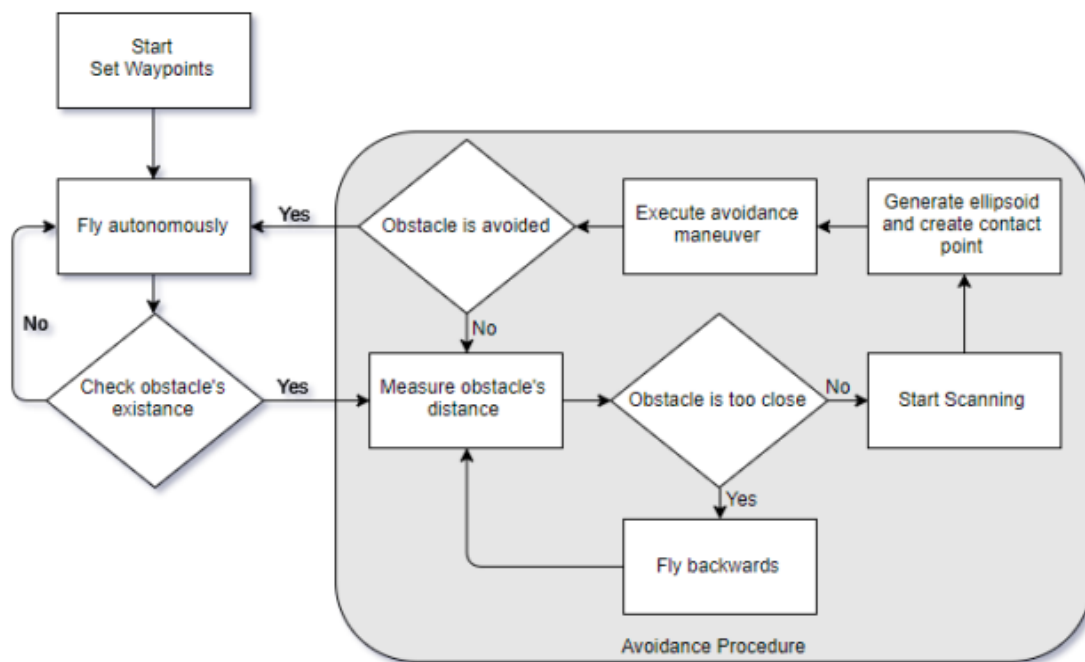 Start
Set Waypoints
Fly autonomously
Yes
Obstacle is avoided
Execute avoidance
maneuver
Generate ellipsoid
and create contact
point
No
No
Check obstacle's
existance
Yes
Measure obstacle's
distance
Obstacle is too close
No
Start Scanning
Yes
Fly backwards
Avoidance Procedure